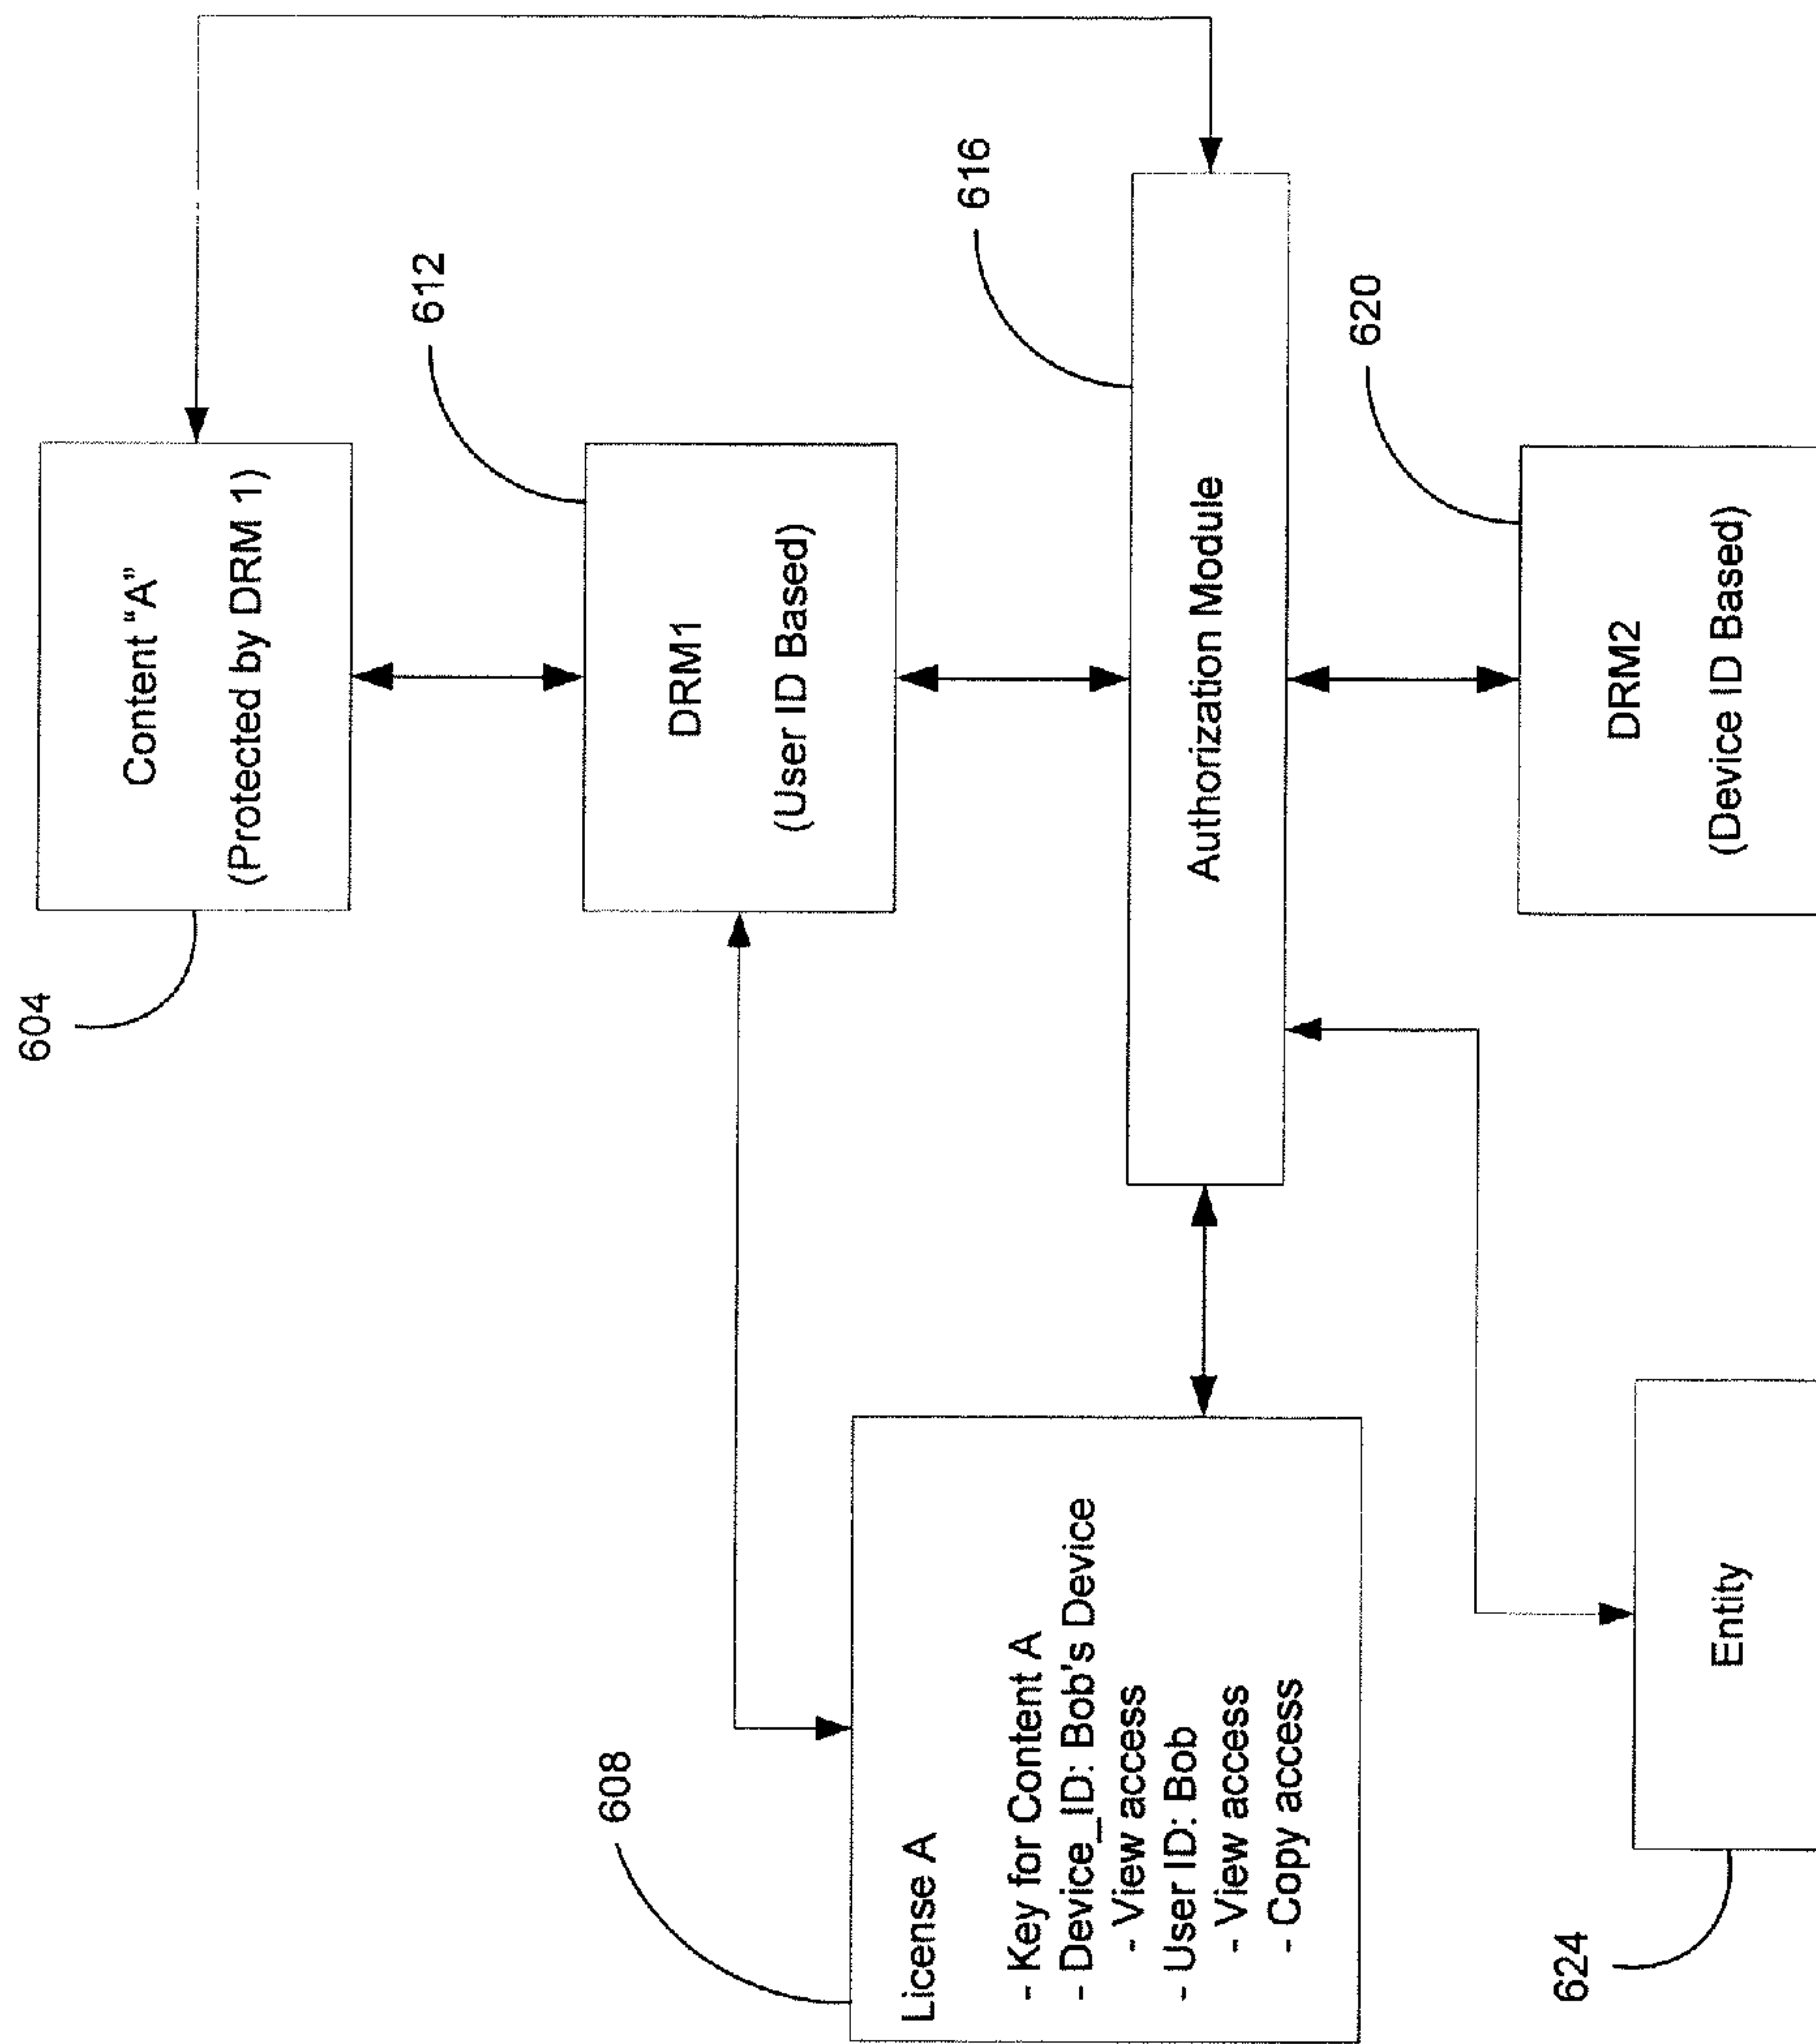 604
Content “A”
(Protected by DRM 1)
612
DRM1
(User ID Based)
608
License A
- Key for Content A
- Device_ID: Bob's Device
- View access
- User ID: Bob
- View access
- Copy access
616
Authorization Module
620
DRM2
(Device ID Based)
624
Entity